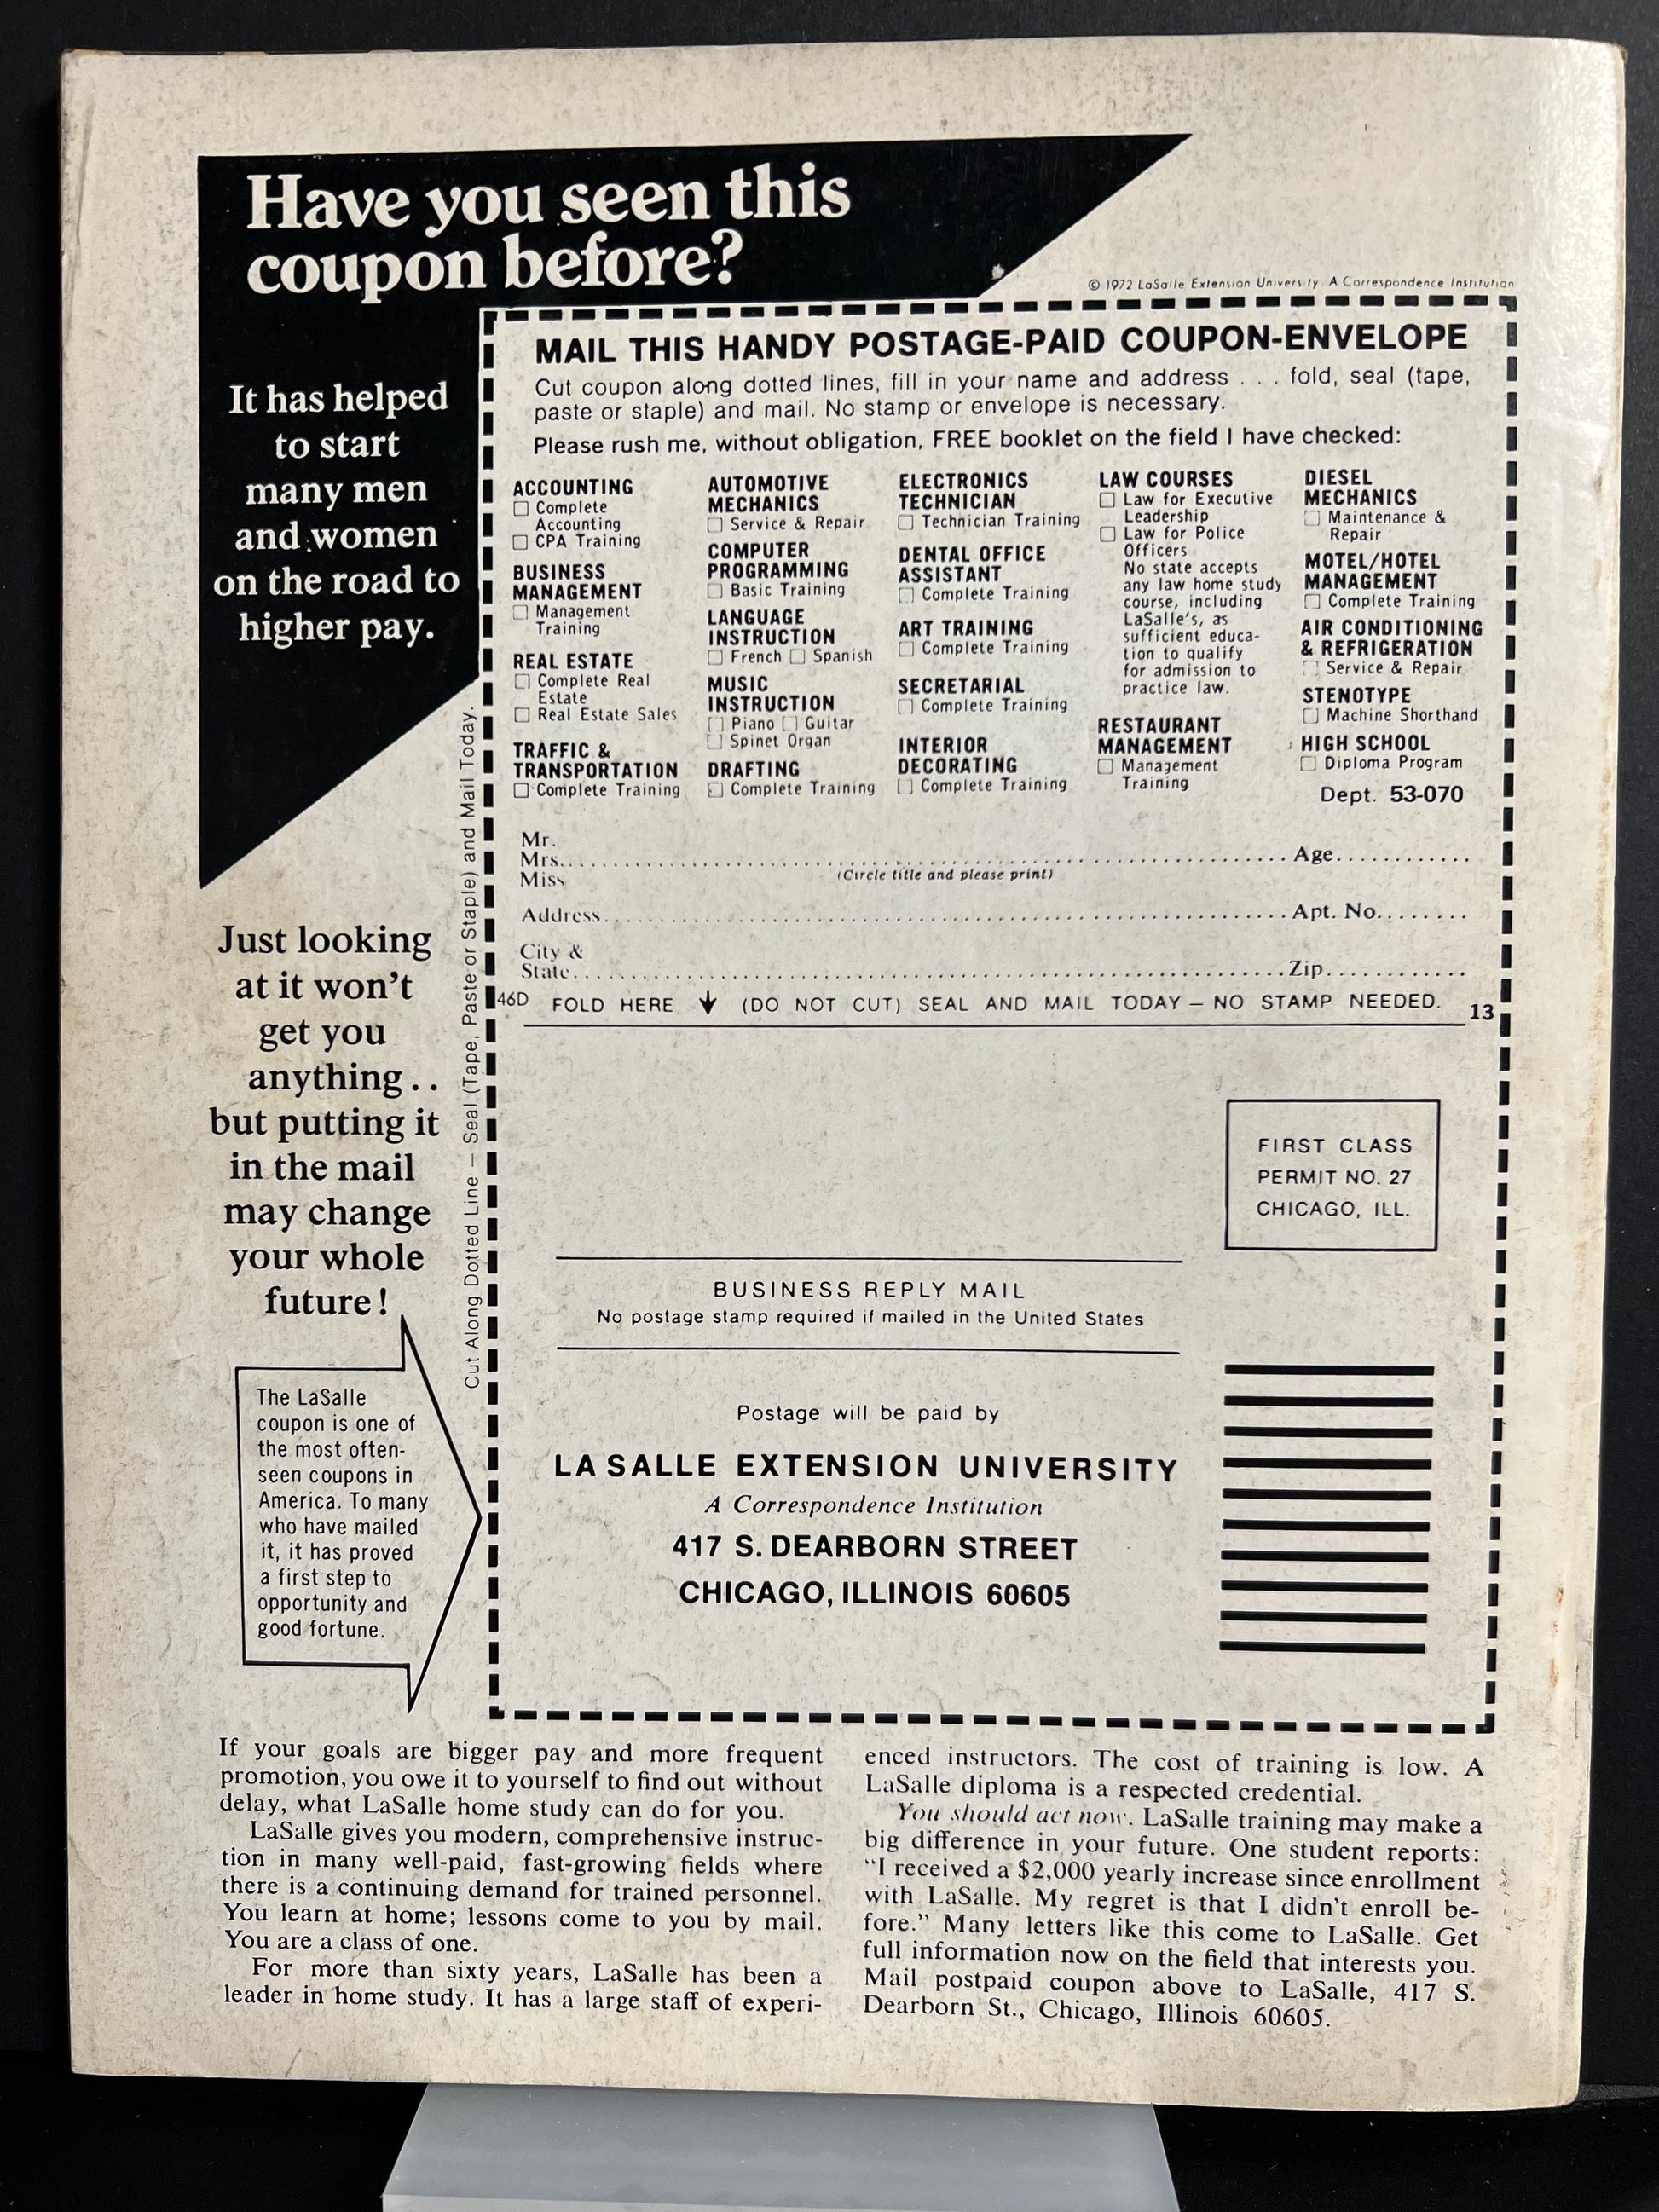 Have you seen this
coupon before?
It has helped
to start
many men
and women
on the road to
higher pay.
Just looking
at it won't
get you
anything . .
but putting it
in the mail
may change
your whole
future!
The LaSalle
coupon is one of
the most often-
seen coupons in
America. To many
who have mailed
it, it has proved
a first step to
opportunity and
good fortune.
Cut Along Dotted Line — Seal (Tape, Paste or Staple) and Mail Today.
© 1972 LaSalle Extension University A Correspondence Institution
MAIL THIS HANDY POSTAGE-PAID COUPON-ENVELOPE
Cut coupon along dotted lines, fill in your name and address . . . fold, seal (tape,
paste or staple) and mail. No stamp or envelope is necessary.
Please rush me, without obligation, FREE booklet on the field I have checked:
ACCOUNTING
☐ Complete
Accounting
☐ CPA Training
BUSINESS
MANAGEMENT
☐ Management
Training
REAL ESTATE
☐ Complete Real
Estate
☐ Real Estate Sales
TRAFFIC &
TRANSPORTATION
☐ Complete Training
AUTOMOTIVE
MECHANICS
☐ Service & Repair
COMPUTER
PROGRAMMING
☐ Basic Training
LANGUAGE
INSTRUCTION
☐ French ☐ Spanish
MUSIC
INSTRUCTION
☐ Piano ☐ Guitar
☐ Spinet Organ
DRAFTING
☐ Complete Training
ELECTRONICS
TECHNICIAN
☐ Technician Training
DENTAL OFFICE
ASSISTANT
☐ Complete Training
ART TRAINING
☐ Complete Training
SECRETARIAL
☐ Complete Training
INTERIOR
DECORATING
☐ Complete Training
LAW COURSES
☐ Law for Executive
Leadership
☐ Law for Police
Officers
No state accepts
any law home study
course, including
LaSalle's, as
sufficient educa-
tion to qualify
for admission to
practice law.
RESTAURANT
MANAGEMENT
☐ Management
Training
DIESEL
MECHANICS
☐ Maintenance &
Repair
MOTEL/HOTEL
MANAGEMENT
☐ Complete Training
AIR CONDITIONING
& REFRIGERATION
☐ Service & Repair
STENOTYPE
☐ Machine Shorthand
HIGH SCHOOL
☐ Diploma Program
Dept. 53-070
Mr.
Mrs. Age
Miss (Circle title and please print)
Address Apt. No.
City &
State Zip
46D FOLD HERE ↓ (DO NOT CUT) SEAL AND MAIL TODAY — NO STAMP NEEDED. 13
FIRST CLASS
PERMIT NO. 27
CHICAGO, ILL.
BUSINESS REPLY MAIL
No postage stamp required if mailed in the United States
Postage will be paid by
LA SALLE EXTENSION UNIVERSITY
A Correspondence Institution
417 S. DEARBORN STREET
CHICAGO, ILLINOIS 60605
If your goals are bigger pay and more frequent
promotion, you owe it to yourself to find out without
delay, what LaSalle home study can do for you.
LaSalle gives you modern, comprehensive instruc-
tion in many well-paid, fast-growing fields where
there is a continuing demand for trained personnel.
You learn at home; lessons come to you by mail.
You are a class of one.
For more than sixty years, LaSalle has been a
leader in home study. It has a large staff of experi-
enced instructors. The cost of training is low. A
LaSalle diploma is a respected credential.
You should act now. LaSalle training may make a
big difference in your future. One student reports:
"I received a $2,000 yearly increase since enrollment
with LaSalle. My regret is that I didn't enroll be-
fore." Many letters like this come to LaSalle. Get
full information now on the field that interests you.
Mail postpaid coupon above to LaSalle, 417 S.
Dearborn St., Chicago, Illinois 60605.